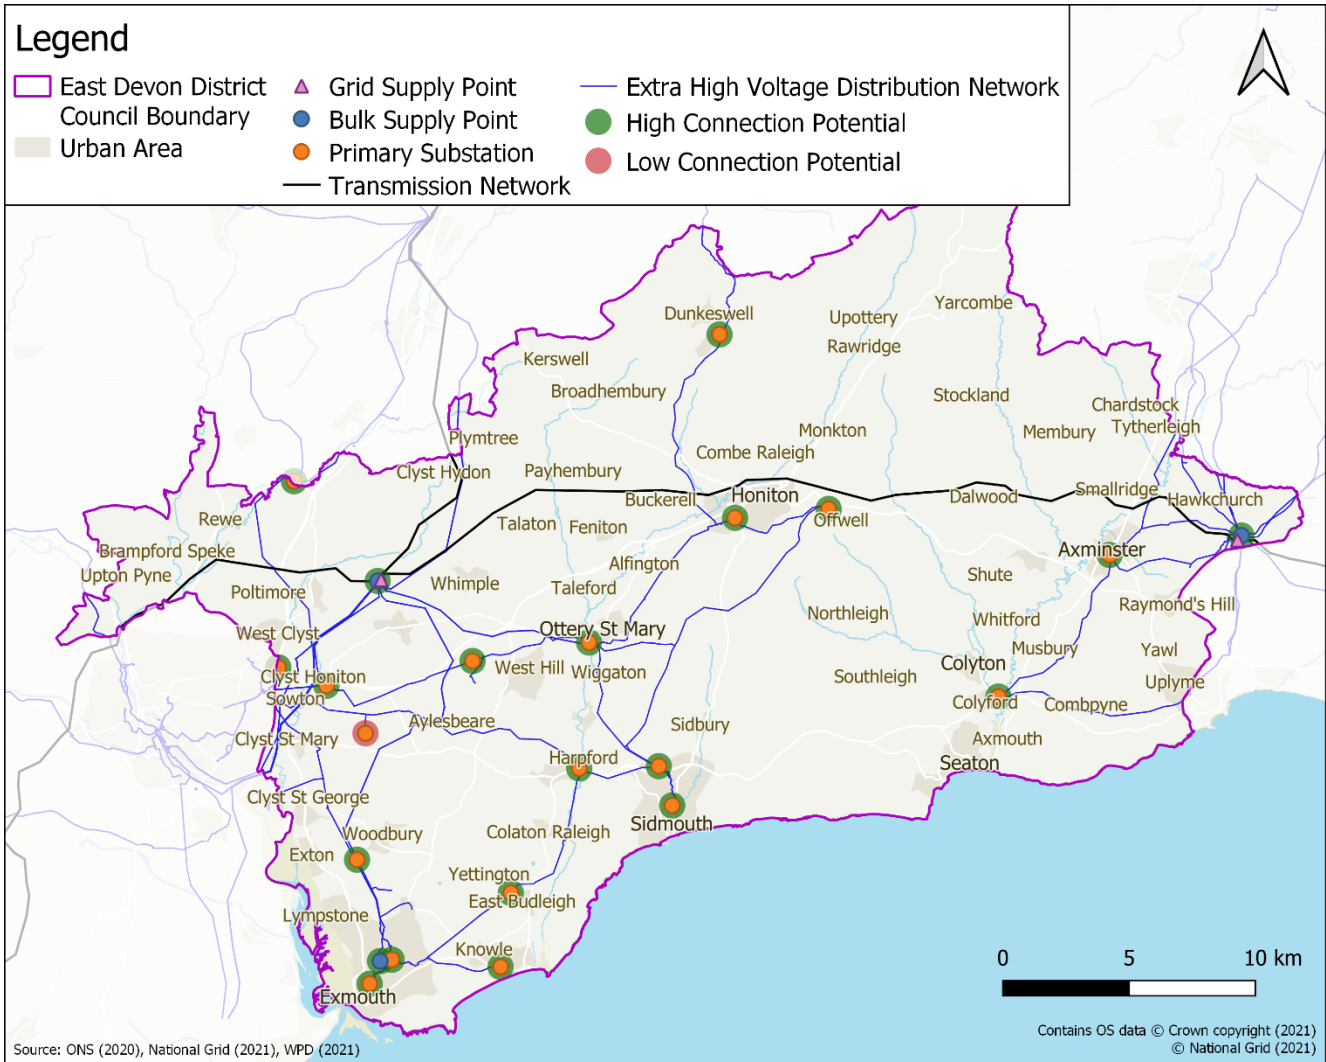 Legend
East Devon District
Council Boundary
Urban Area
Grid Supply Point
Bulk Supply Point
Primary Substation
Transmission Network
Extra High Voltage Distribution Network
High Connection Potential
Low Connection Potential
Yarcombe
Dunkeswell
Upottery
Rawridge
Kerswell
Broadhembury
Stockland
Chardstock
Tytherleigh
Monkton
Membury
Plymtree
Combe Raleigh
Clyst Hydon
Payhembury
Buckerell
Honiton
Dalwood
Smallridge
Hawkchurch
Rewe
Talaton
Feniton
Offwell
Brampford Speke
Axminster
Upton Pyne
Alfington
Shute
Poltimore
Whimple
Taleford
Raymond's Hill
Northleigh
Whitford
West Clyst
Ottery St Mary
Musbury
Yawl
Colyton
Clyst Honiton
West Hill
Wiggaton
Southleigh
Uplyme
Sowton
Colyford
Combpyne
Aylesbeare
Sidbury
Clyst St Mary
Axmouth
Harpford
Seaton
Clyst St George
Sidmouth
Woodbury
Colaton Raleigh
Exton
Yettington
East Budleigh
Lympstone
Knowle
Exmouth
0 5 10 km
Contains OS data © Crown copyright (2021)
© National Grid (2021)
Source: ONS (2020), National Grid (2021), WPD (2021)